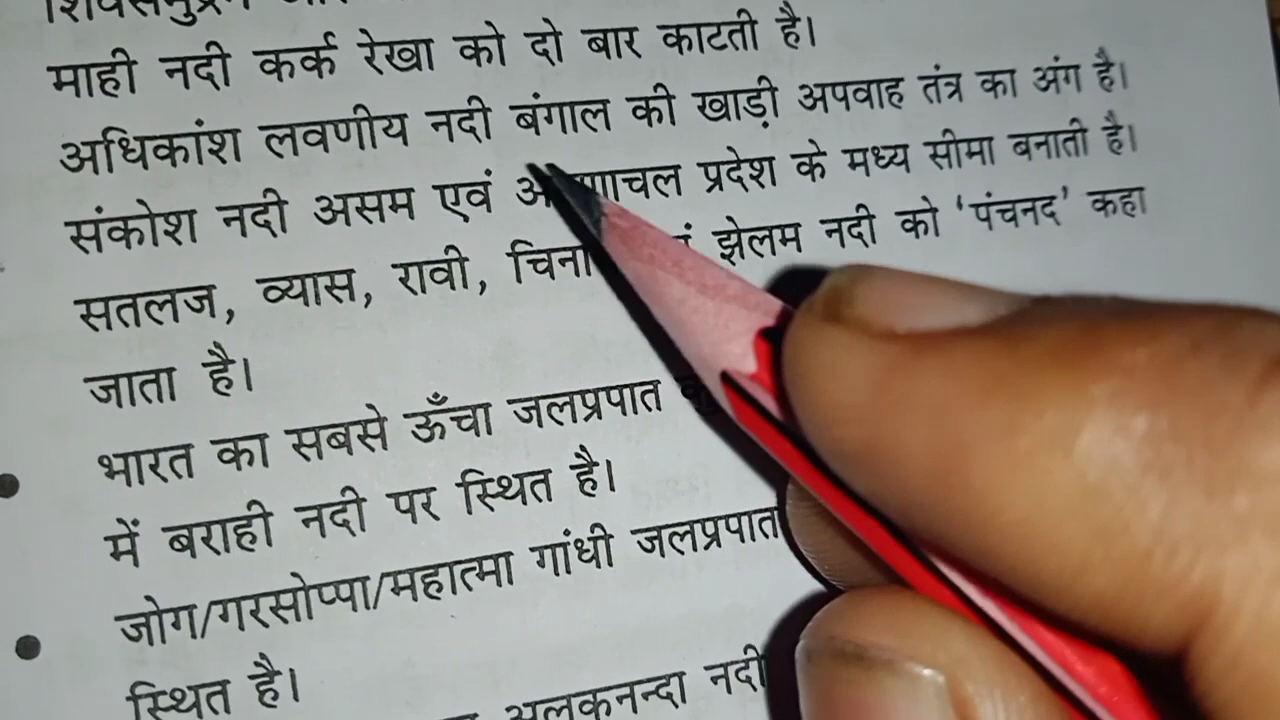 माही नदी कर्क रेखा को दो बार काटती है।
अधिकांश लवणीय नदी बंगाल की खाड़ी अपवाह तंत्र का अंग है।
संकोश नदी असम एवं प्रदेश के मध्य सीमा बनाती है।
सतलज, व्यास, रावी, झेलम नदी को 'पंचनद' कहा
जाता है।
भारत का सबसे ऊँचा जलप्रपात
में बराही नदी पर स्थित है।
जोग/गरसोप्पा/महात्मा गांधी जलप्रपात
स्थित है।
अलकनन्दा नदी